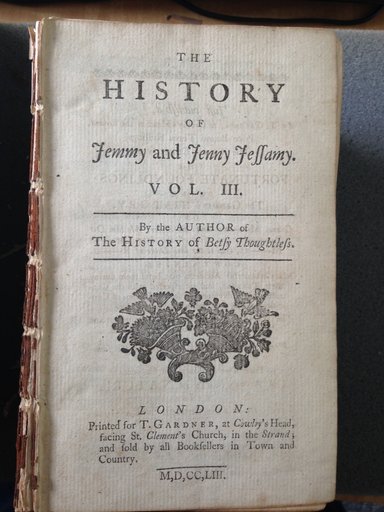 THE
HISTORY
OF
Jemmy and Jenny Jeſſamy.
VOL. III.
By the AUTHOR of
The HISTORY of Betſy Thoughtleſs.
LONDON:
Printed for T. GARDNER, at Cowley's Head,
facing St. Clement's Church, in the Strand;
and ſold by all Bookſellers in Town and
Country.
M,D,CC,LIII.